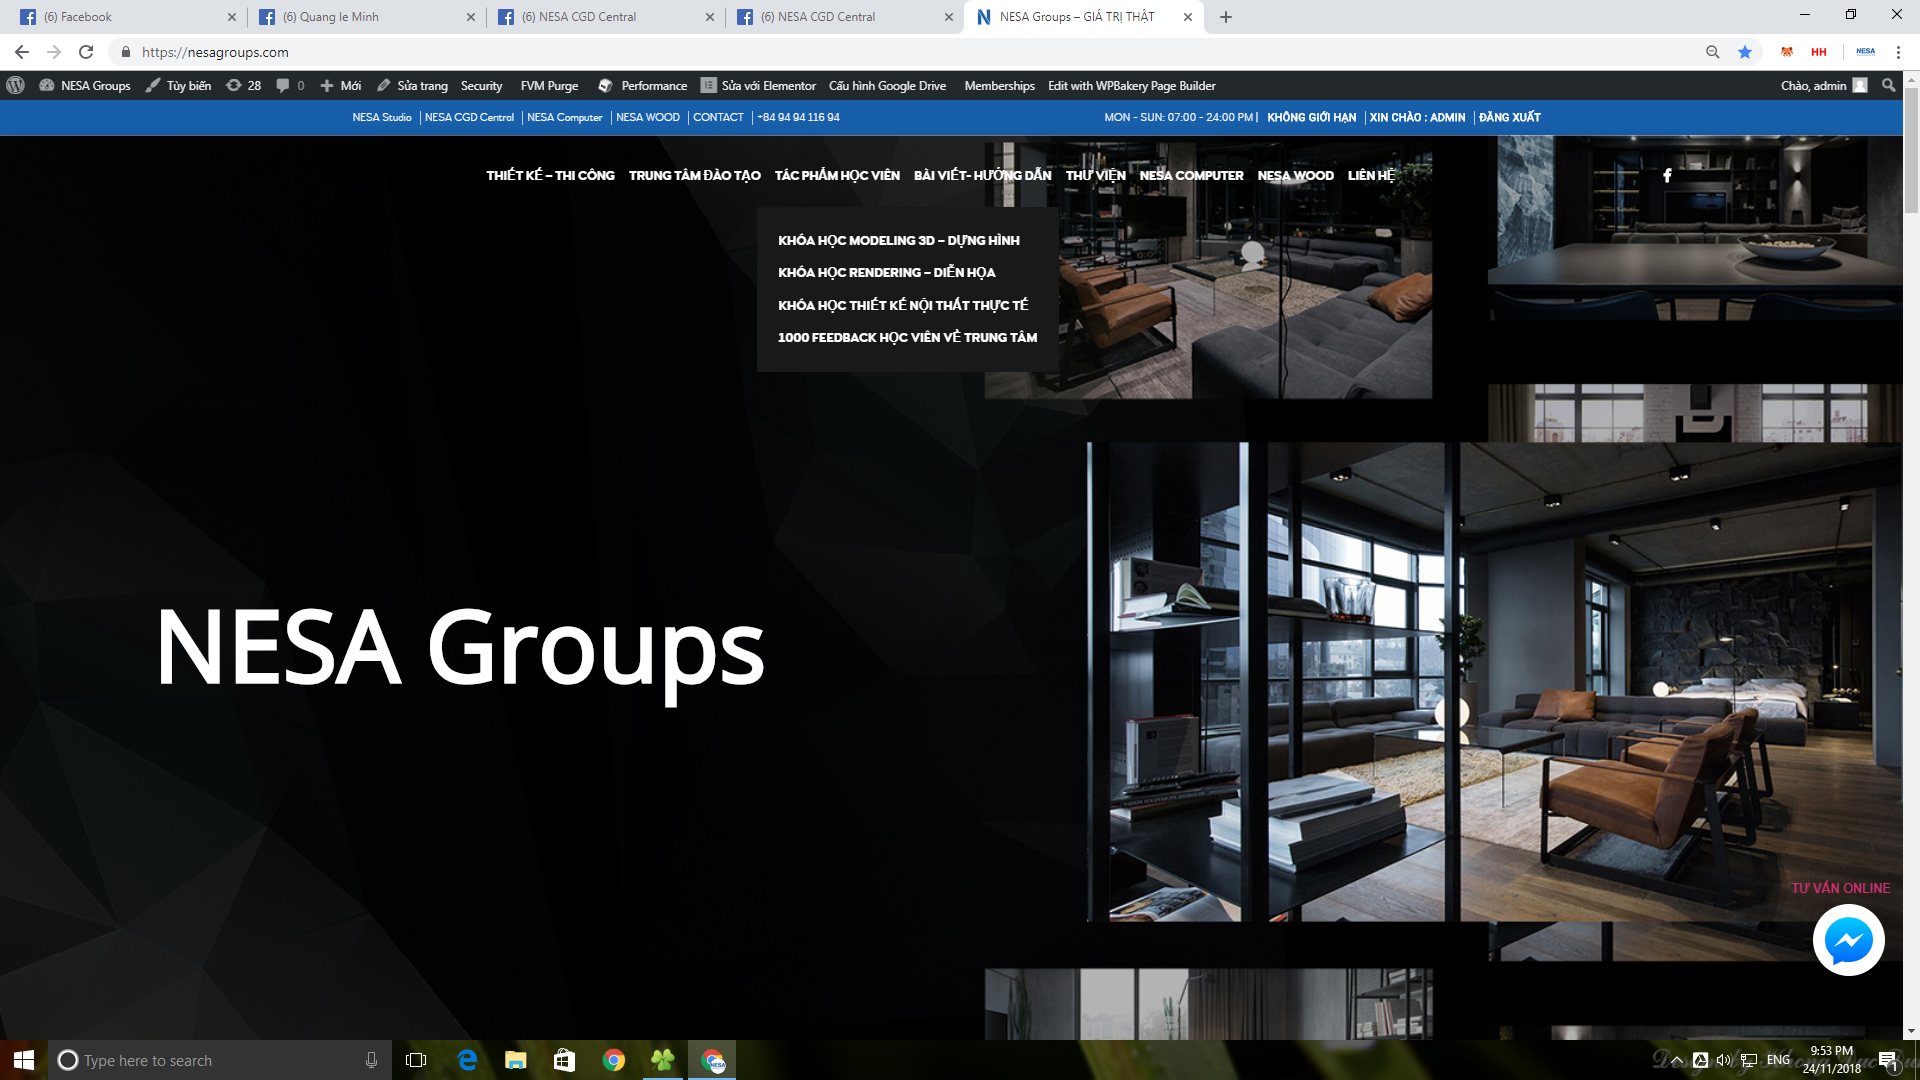 (6) Facebook
(6) Quang le Minh
(6) NESA CGD Central
(6) NESA CGD Central
NESA Groups – GIÁ TRỊ THẬT
https://nesagroups.com
HH
NESA
NESA Groups
Tùy biến
28
0
Mới
Sửa trang
Security
FVM Purge
Performance
Sửa với Elementor
Cấu hình Google Drive
Memberships
Edit with WPBakery Page Builder
Chào, admin
NESA Studio
NESA CGD Central
NESA Computer
NESA WOOD
CONTACT
+84 94 94 116 94
MON - SUN: 07:00 - 24:00 PM |
KHÔNG GIỚI HẠN
XIN CHÀO : ADMIN
ĐĂNG XUẤT
THIẾT KẾ – THI CÔNG
TRUNG TÂM ĐÀO TẠO
TÁC PHẨM HỌC VIÊN
BÀI VIẾT- HƯỚNG DẪN
THƯ VIỆN
NESA COMPUTER
NESA WOOD
LIÊN HỆ
KHÓA HỌC MODELING 3D – DỰNG HÌNH
KHÓA HỌC RENDERING – DIỄN HỌA
KHÓA HỌC THIẾT KẾ NỘI THẤT THỰC TẾ
1000 FEEDBACK HỌC VIÊN VỀ TRUNG TÂM
NESA Groups
TƯ VẤN ONLINE
Type here to search
NESA
ENG
9:53 PM
24/11/2018
1
Design by